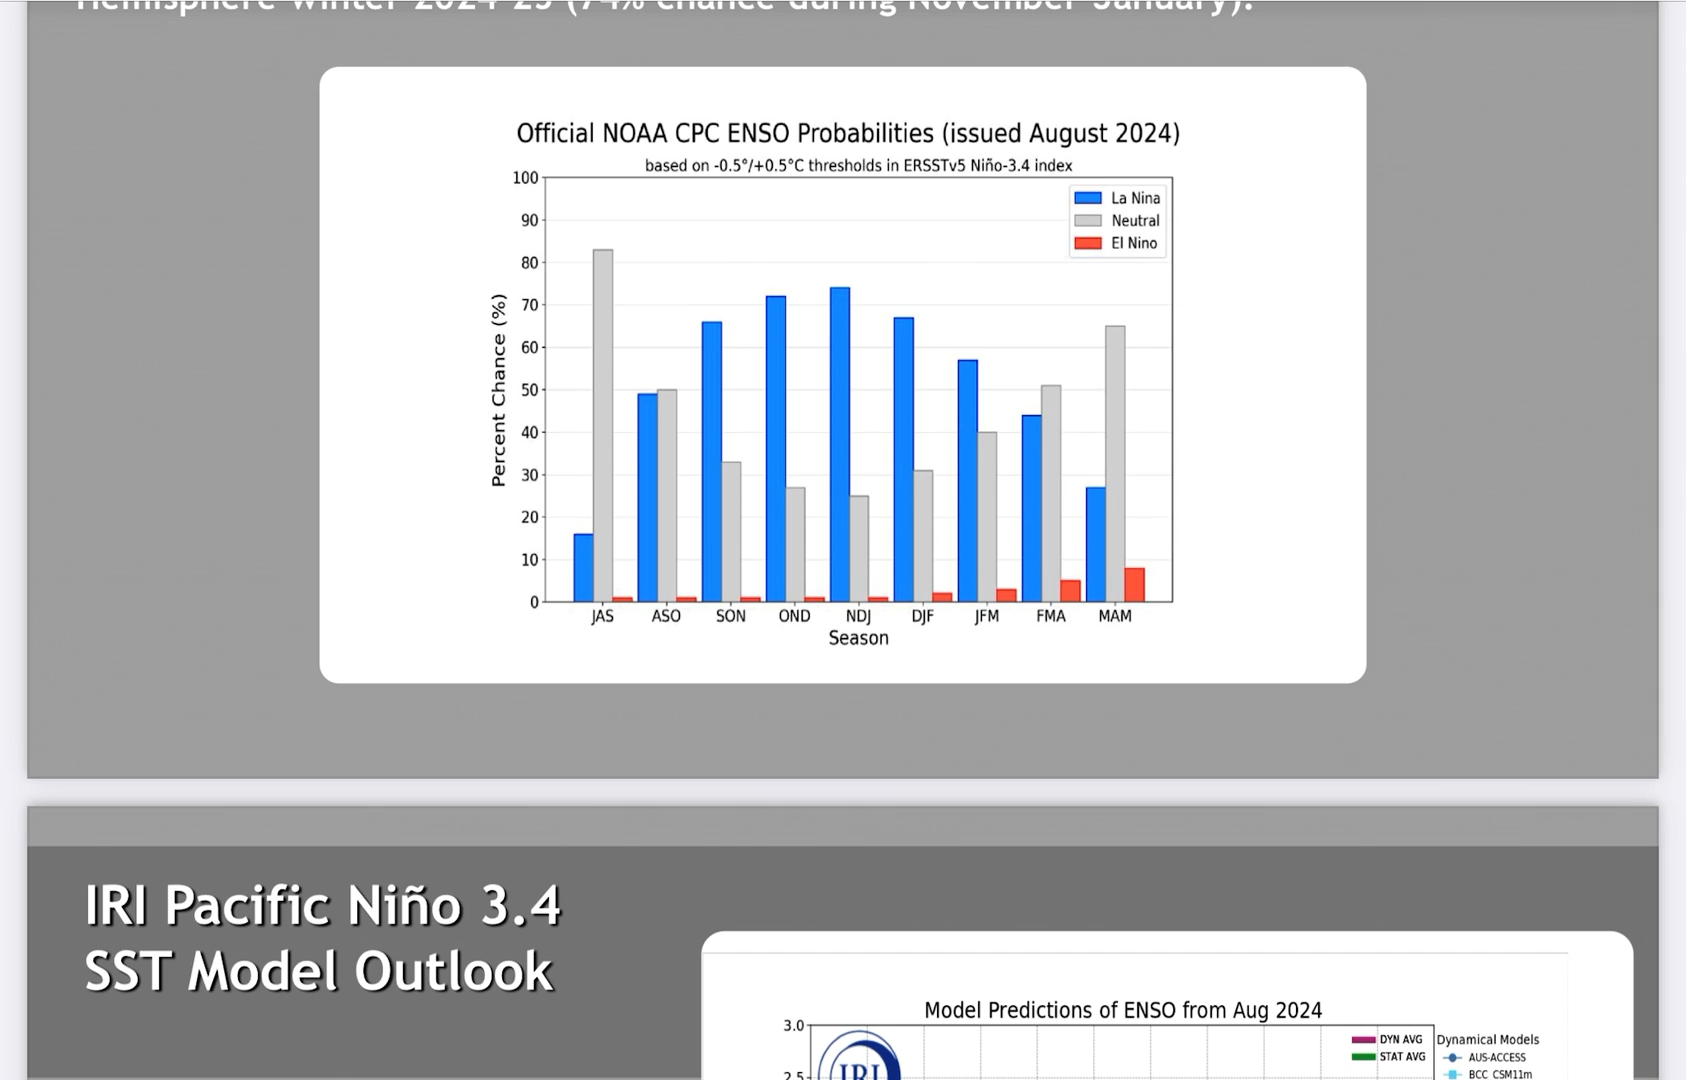 Hemisphere winter 2024-25 (74% chance during November-January).
Official NOAA CPC ENSO Probabilities (issued August 2024)
based on -0.5°/+0.5°C thresholds in ERSSTv5 Niño-3.4 index
100
90
80
70
60
50
40
30
20
10
0
Percent Chance (%)
La Nina
Neutral
El Nino
JAS ASO SON OND NDJ DJF JFM FMA MAM
Season
IRI Pacific Niño 3.4
SST Model Outlook
Model Predictions of ENSO from Aug 2024
3.0
2.5
IRI
DYN AVG
STAT AVG
Dynamical Models
AUS-ACCESS
BCC_CSM11m